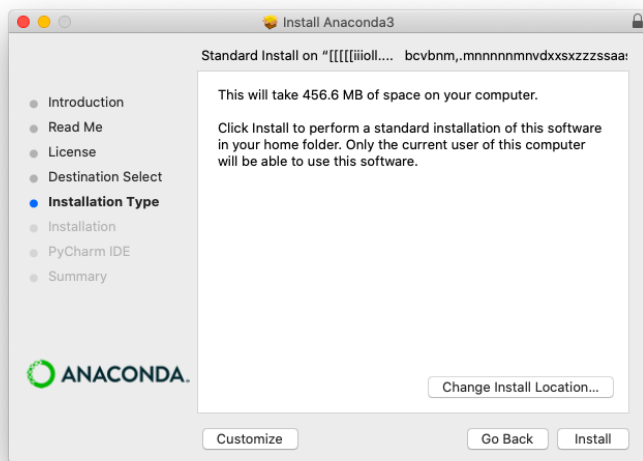 Install Anaconda3
Standard Install on “[[[[[iiioll.... bcvbnm,.mnnnnnmnvdxxsxzzzssaa
Introduction
Read Me
License
Destination Select
Installation Type
Installation
PyCharm IDE
Summary
This will take 456.6 MB of space on your computer.
Click Install to perform a standard installation of this software
in your home folder. Only the current user of this computer
will be able to use this software.
ANACONDA.
Change Install Location...
Customize
Go Back
Install